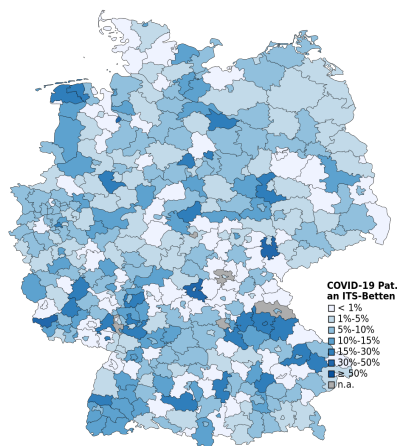 COVID-19 Pat.
an ITS-Betten
< 1%
1%-5%
5%-10%
10%-15%
15%-30%
30%-50%
≥ 50%
n.a.